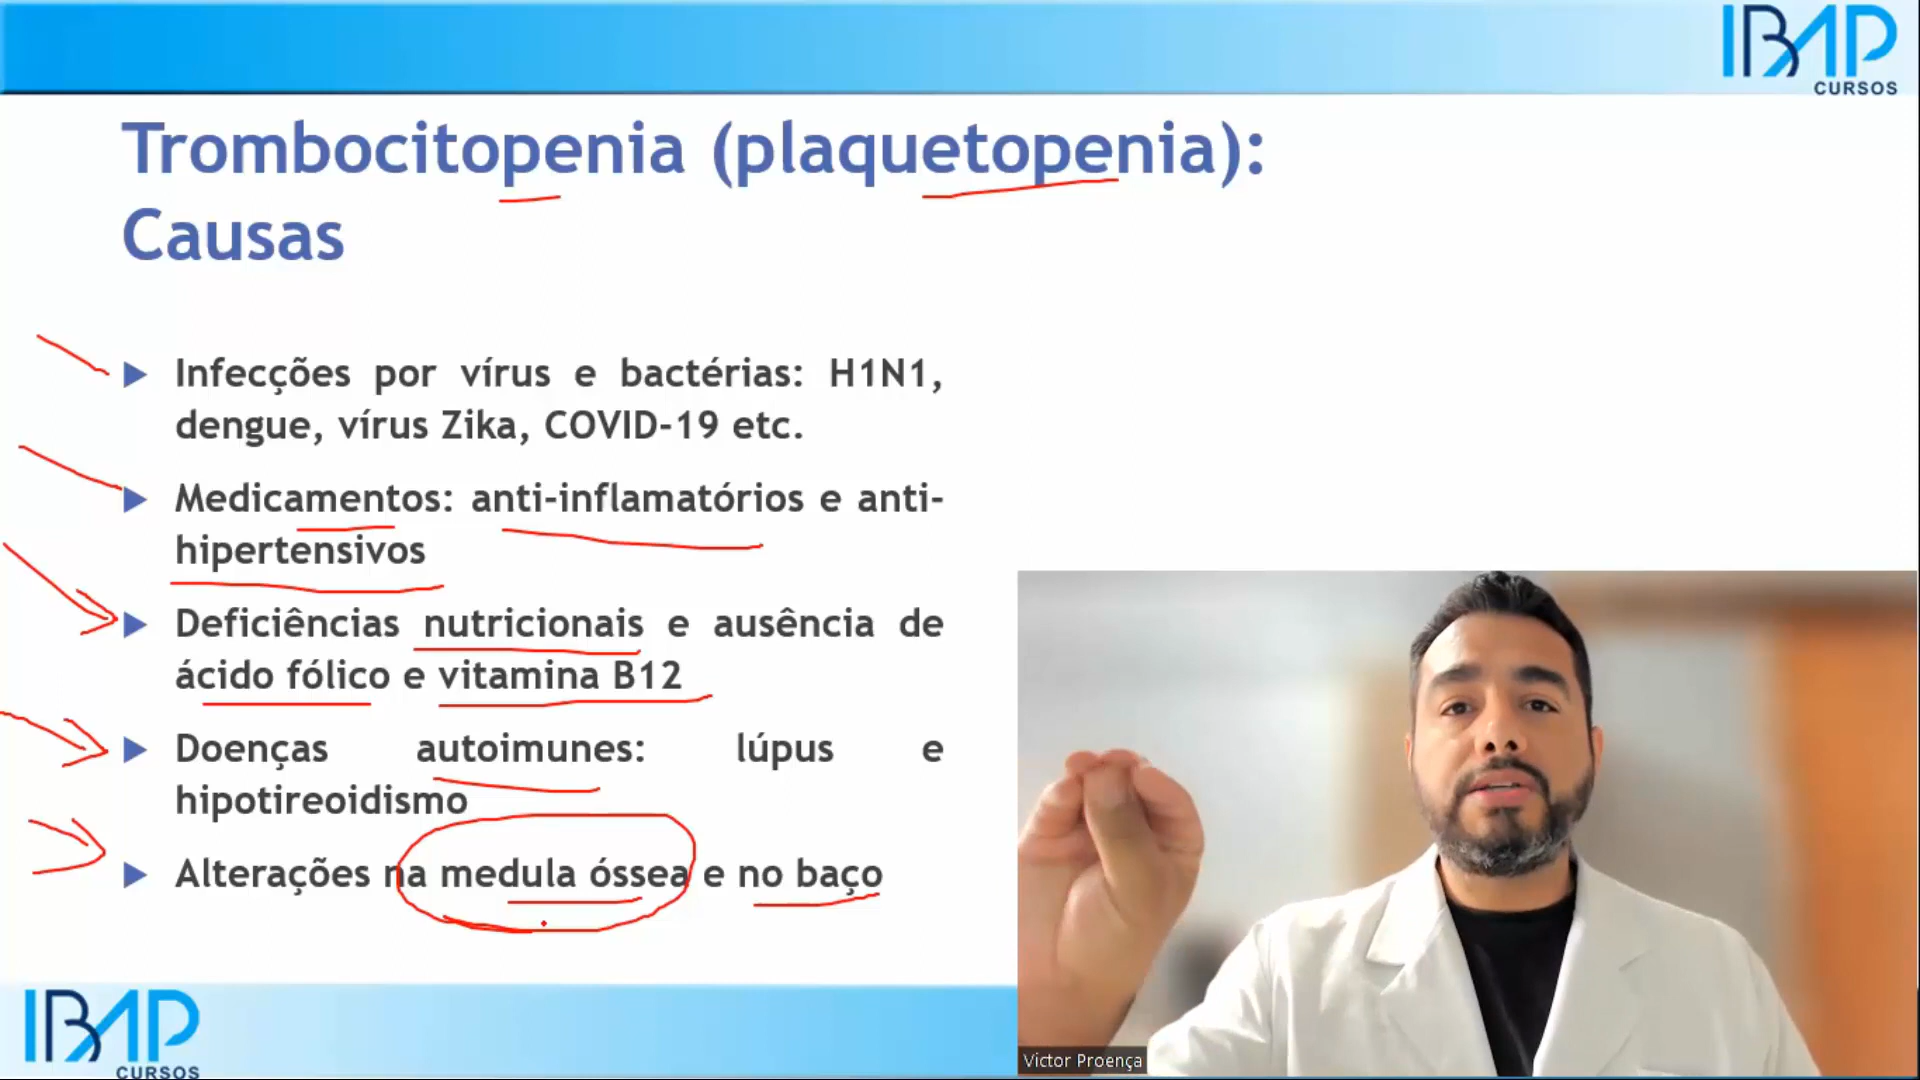 IBAP
CURSOS
Trombocitopenia (plaquetopenia):
Causas
Infecções por vírus e bactérias: H1N1,
dengue, vírus Zika, COVID-19 etc.
Medicamentos: anti-inflamatórios e anti-
hipertensivos
Deficiências nutricionais e ausência de
ácido fólico e vitamina B12
Doenças autoimunes: lúpus e
hipotireoidismo
Alterações na medula óssea e no baço
IBAP
CURSOS
Victor Proença